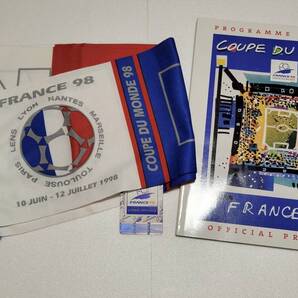 FRANCE 98
LENS LYON NANTES MARSEILLE
PARIS TOULOUSE
10 JUIN - 12 JUILLET 1998
COUPE DU MONDE 98
PROGRAMME
COUPE DU
FRANCE
OFFICIAL PR